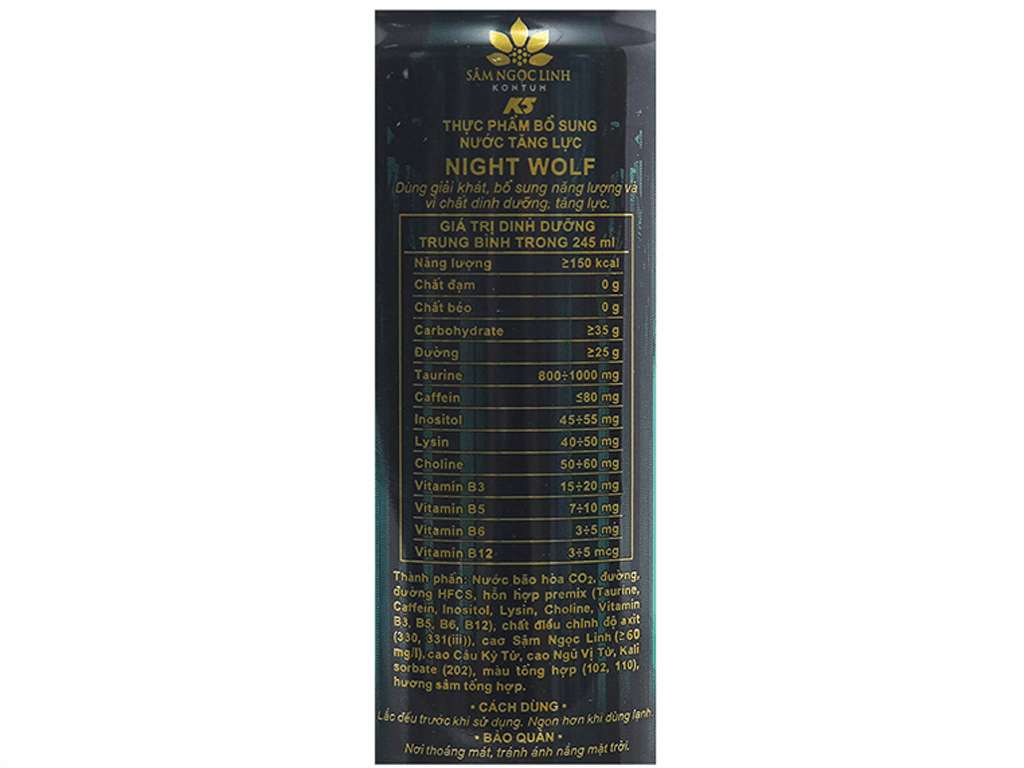 SÂM NGỌC LINH
KONTUM
K5
THỰC PHẨM BỔ SUNG
NƯỚC TĂNG LỰC
NIGHT WOLF
Dùng giải khát, bổ sung năng lượng và
vi chất dinh dưỡng, tăng lực.
GIÁ TRỊ DINH DƯỠNG
TRUNG BÌNH TRONG 245 ml
Năng lượng ≥150 kcal
Chất đạm 0 g
Chất béo 0 g
Carbohydrate ≥35 g
Đường ≥25 g
Taurine 800÷1000 mg
Caffein ≤80 mg
Inositol 45÷55 mg
Lysin 40÷50 mg
Choline 50÷60 mg
Vitamin B3 15÷20 mg
Vitamin B5 7÷10 mg
Vitamin B6 3÷5 mg
Vitamin B12 3÷5 mcg
Thành phần: Nước bão hòa CO₂, đường,
đường HFCS, hỗn hợp premix (Taurine,
Caffein, Inositol, Lysin, Choline, Vitamin
B3, B5, B6, B12), chất điều chỉnh độ axit
(330, 331(iii)), cao Sâm Ngọc Linh (≥60
mg/l), cao Câu Kỷ Tử, cao Ngũ Vị Tử, Kali
sorbate (202), màu tổng hợp (102, 110),
hương sâm tổng hợp.
• CÁCH DÙNG •
Lắc đều trước khi sử dụng. Ngon hơn khi dùng lạnh.
• BẢO QUẢN •
Nơi thoáng mát, tránh ánh nắng mặt trời.